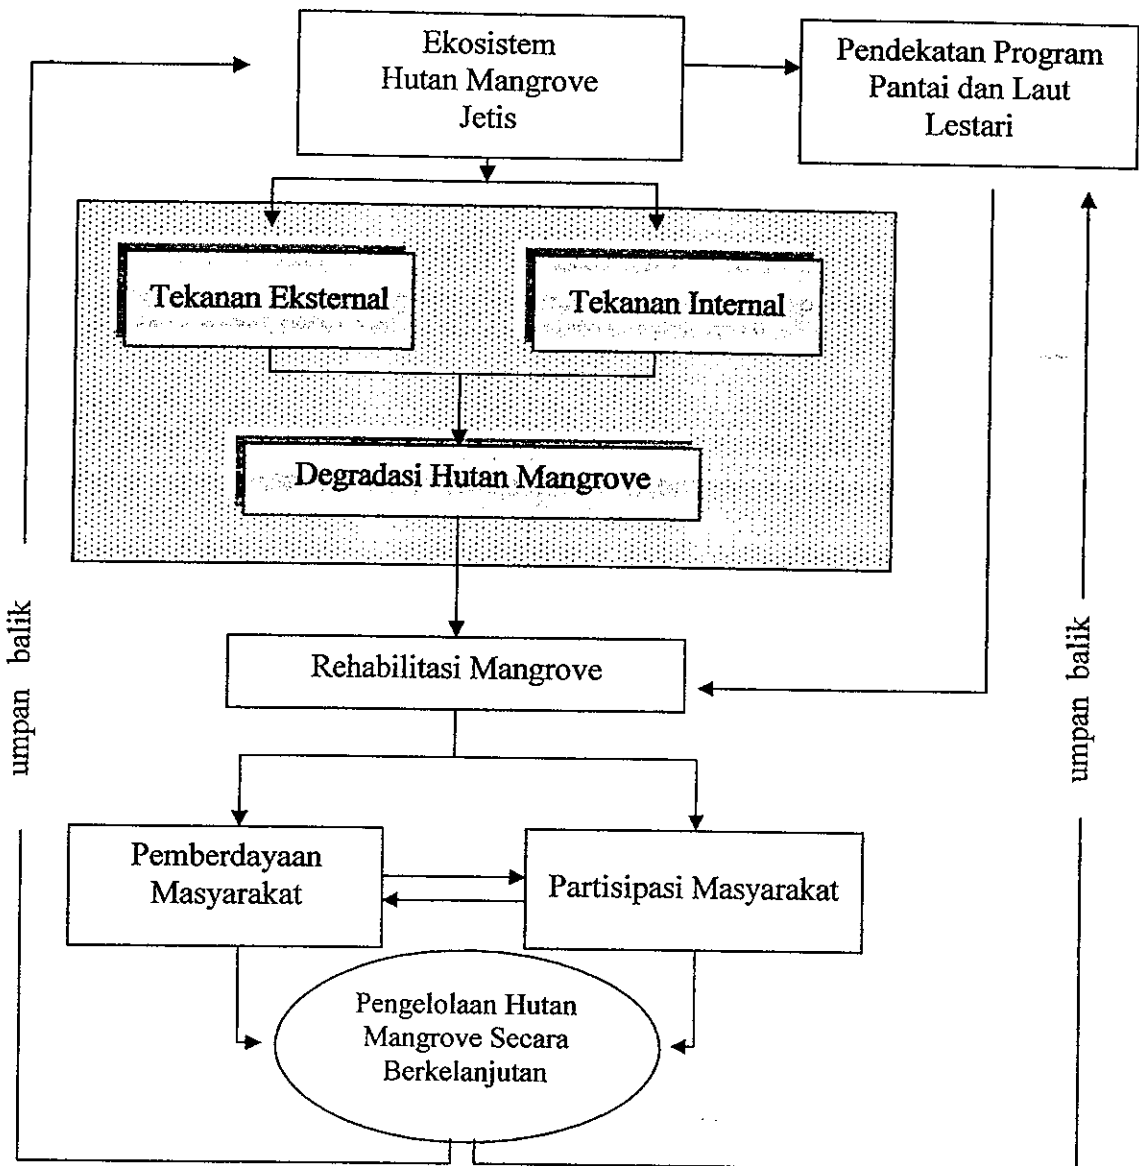 Ekosistem
Hutan Mangrove
Jetis
Pendekatan Program
Pantai dan Laut
Lestari
Tekanan Eksternal
Tekanan Internal
Degradasi Hutan Mangrove
umpan balik
umpan balik
Rehabilitasi Mangrove
Pemberdayaan
Masyarakat
Partisipasi Masyarakat
Pengelolaan Hutan
Mangrove Secara
Berkelanjutan